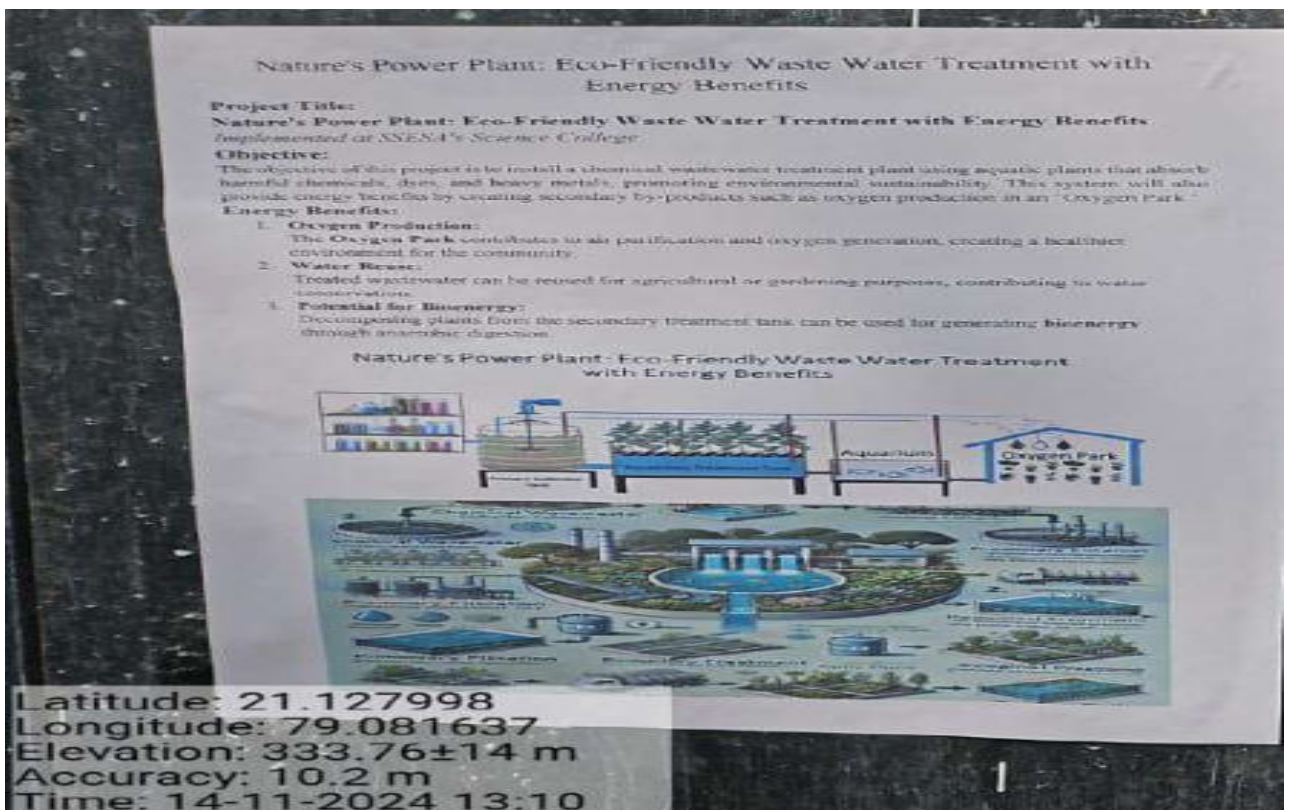 Nature's Power Plant: Eco-Friendly Waste Water Treatment with
Energy Benefits
Project Title:
Nature's Power Plant: Eco-Friendly Waste Water Treatment with Energy Benefits
Implemented at SSESA's Science College
Objective:
The objective of this project is to install a chemical wastewater treatment plant using aquatic plants that absorb
harmful chemicals, dyes, and heavy metals, promoting environmental sustainability. This system will also
provide energy benefits by creating secondary by-products such as oxygen production in an "Oxygen Park."
Energy Benefits:
1. Oxygen Production:
The Oxygen Park contributes to air purification and oxygen generation, creating a healthier
environment for the community.
2. Water Reuse:
Treated wastewater can be reused for agricultural or gardening purposes, contributing to water
conservation.
3. Potential for Bioenergy:
Decomposing plants from the secondary treatment tank can be used for generating bioenergy
through anaerobic digestion.
Nature's Power Plant: Eco-Friendly Waste Water Treatment
with Energy Benefits
Aquarium
Oxygen Park
Secondary Treatment Tank
Latitude: 21.127998
Longitude: 79.081637
Elevation: 333.76±14 m
Accuracy: 10.2 m
Time: 14-11-2024 13:10